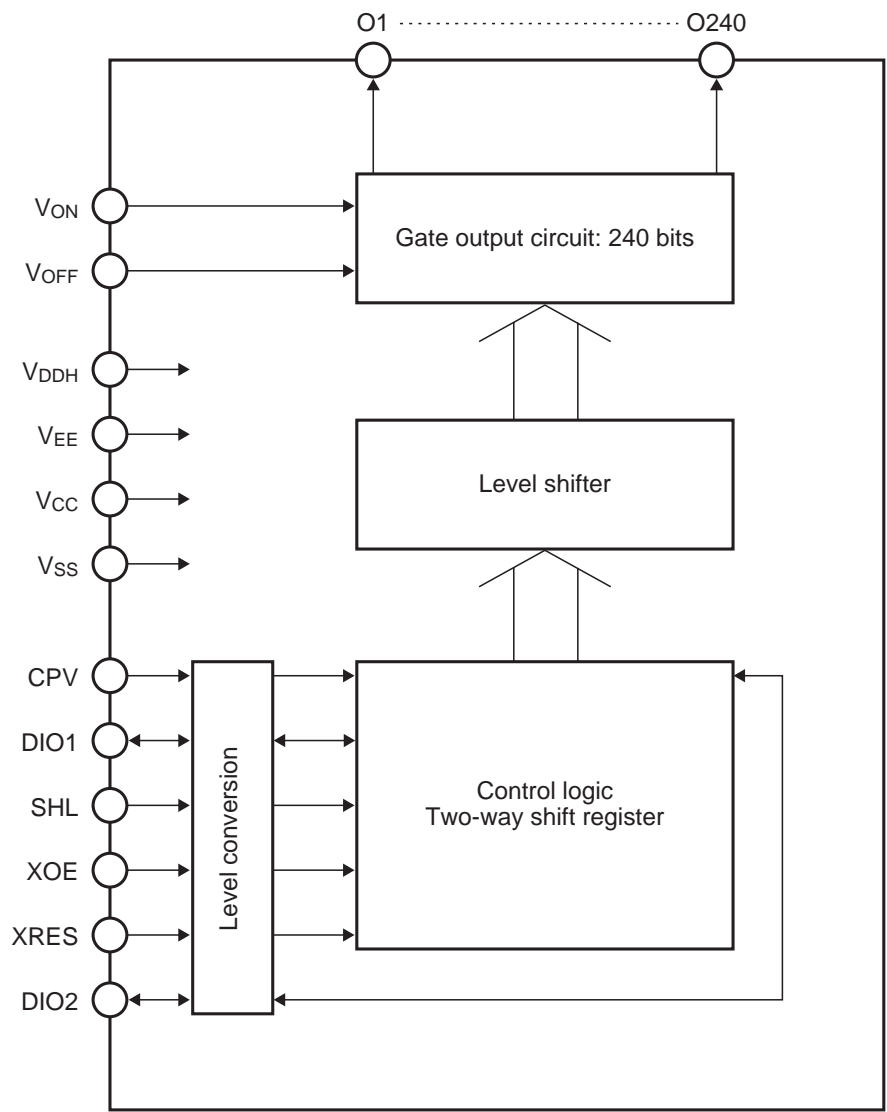 O1 ........................ O240
VON
Gate output circuit: 240 bits
VOFF
VDDH
VEE
Level shifter
VCC
VSS
CPV
DIO1
Control logic
Two-way shift register
SHL
Level conversion
XOE
XRES
DIO2